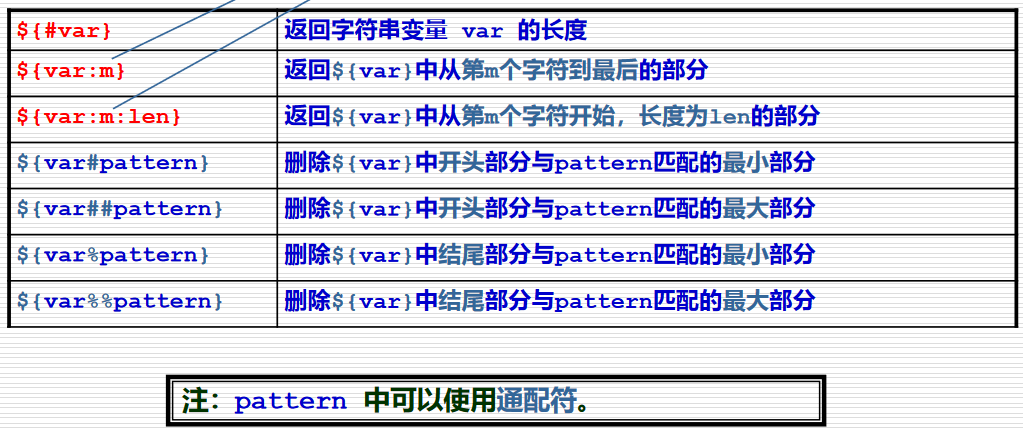 ${#var} 返回字符串变量 var 的长度
${var:m} 返回${var}中从第m个字符到最后的部分
${var:m:len} 返回${var}中从第m个字符开始，长度为len的部分
${var#pattern} 删除${var}中开头部分与pattern匹配的最小部分
${var##pattern} 删除${var}中开头部分与pattern匹配的最大部分
${var%pattern} 删除${var}中结尾部分与pattern匹配的最小部分
${var%%pattern} 删除${var}中结尾部分与pattern匹配的最大部分
注：pattern 中可以使用通配符。